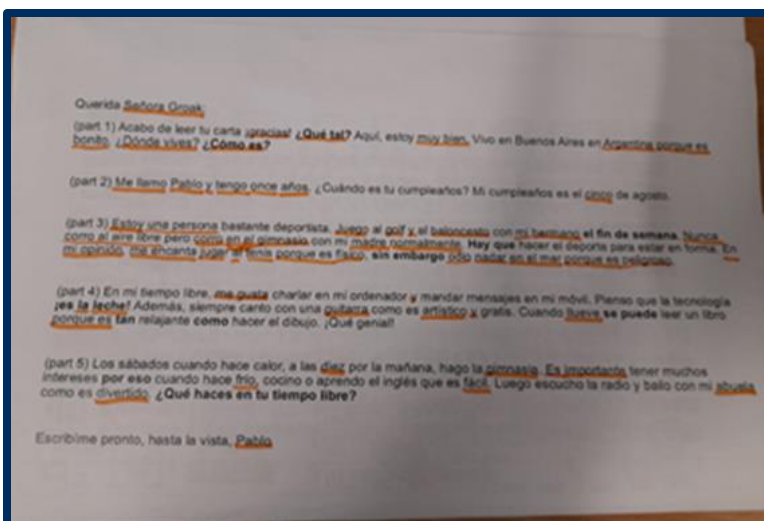 Querida Señora Groak:
(part 1) Acabo de leer tu carta ¡gracias! ¿Qué tal? Aquí, estoy muy bien. Vivo en Buenos Aires en Argentina porque es
bonito. ¿Dónde vives? ¿Cómo es?
(part 2) Me llamo Pablo y tengo once años. ¿Cuándo es tu cumpleaños? Mi cumpleaños es el cinco de agosto.
(part 3) Estoy una persona bastante deportista. Juego al golf y el baloncesto con mi hermano el fin de semana. Nunca
corro al aire libre pero corro en el gimnasio con mi madre normalmente. Hay que hacer el deporte para estar en forma. En
mi opinión, me encanta jugar al tenis porque es físico, sin embargo odio nadar en el mar porque es peligroso.
(part 4) En mi tiempo libre, me gusta charlar en mi ordenador y mandar mensajes en mi móvil. Pienso que la tecnología
¡es la leche! Además, siempre canto con una guitarra como es artístico y gratis. Cuando llueve se puede leer un libro
porque es tan relajante como hacer el dibujo. ¡Qué genial!
(part 5) Los sábados cuando hace calor, a las diez por la mañana, hago la gimnasia. Es importante tener muchos
intereses por eso cuando hace frío, cocino o aprendo el inglés que es fácil. Luego escucho la radio y bailo con mi abuela
como es divertido. ¿Qué haces en tu tiempo libre?
Escribime pronto, hasta la vista, Pablo